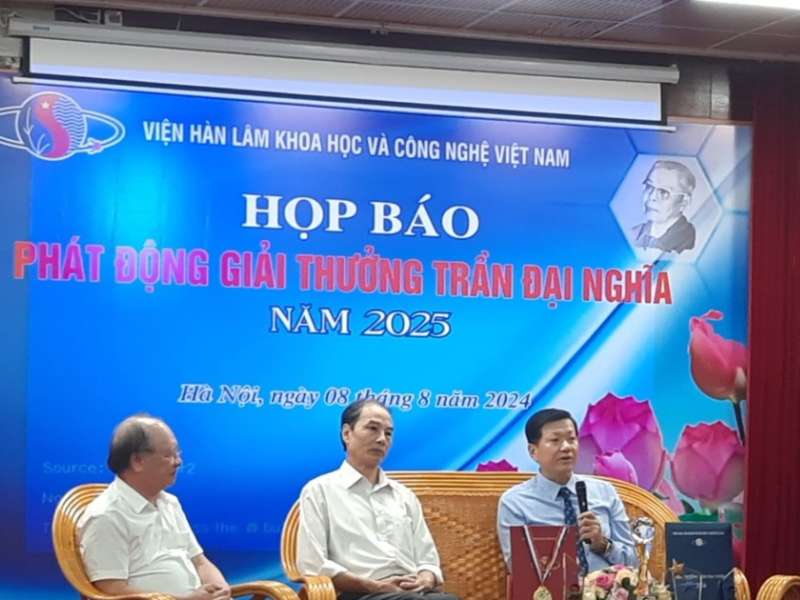 VIỆN HÀN LÂM KHOA HỌC VÀ CÔNG NGHỆ VIỆT NAM
HỌP BÁO
PHÁT ĐỘNG GIẢI THƯỞNG TRẦN ĐẠI NGHĨA
NĂM 2025
Hà Nội, ngày 08 tháng 8 năm 2024
Source: